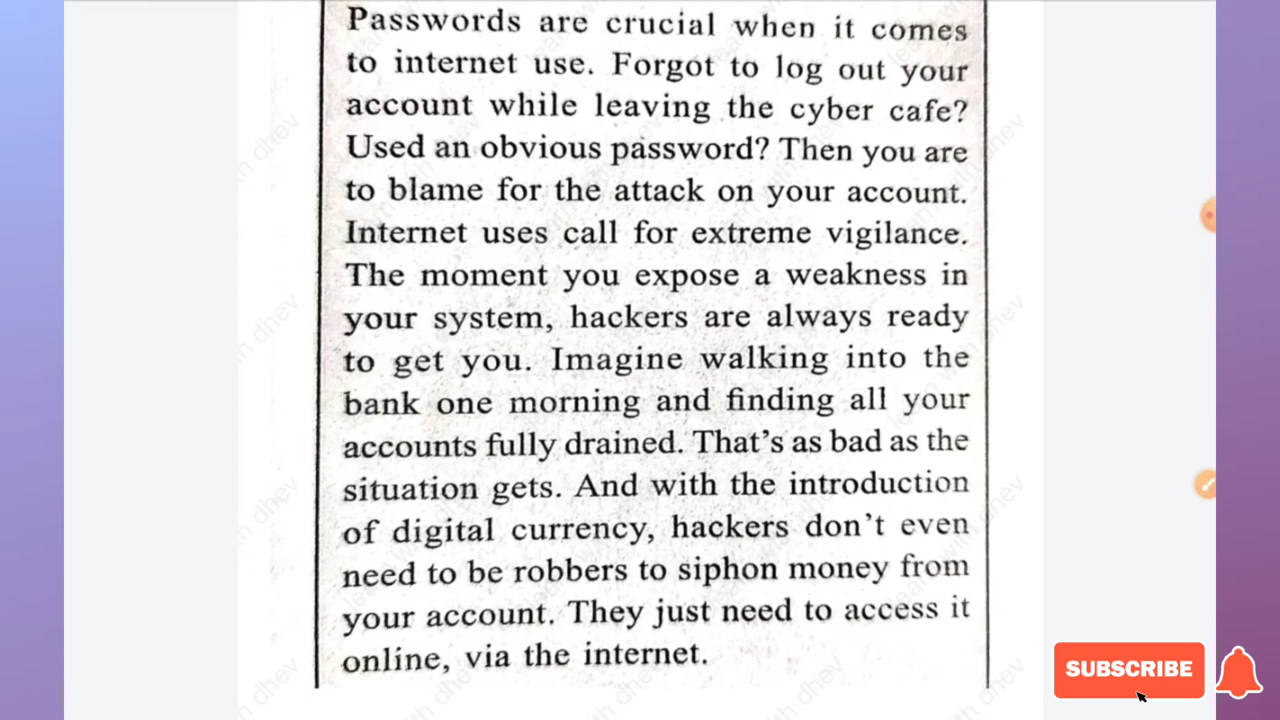 Passwords are crucial when it comes
to internet use. Forgot to log out your
account while leaving the cyber cafe?
Used an obvious password? Then you are
to blame for the attack on your account.
Internet uses call for extreme vigilance.
The moment you expose a weakness in
your system, hackers are always ready
to get you. Imagine walking into the
bank one morning and finding all your
accounts fully drained. That's as bad as the
situation gets. And with the introduction
of digital currency, hackers don't even
need to be robbers to siphon money from
your account. They just need to access it
online, via the internet.
SUBSCRIBE